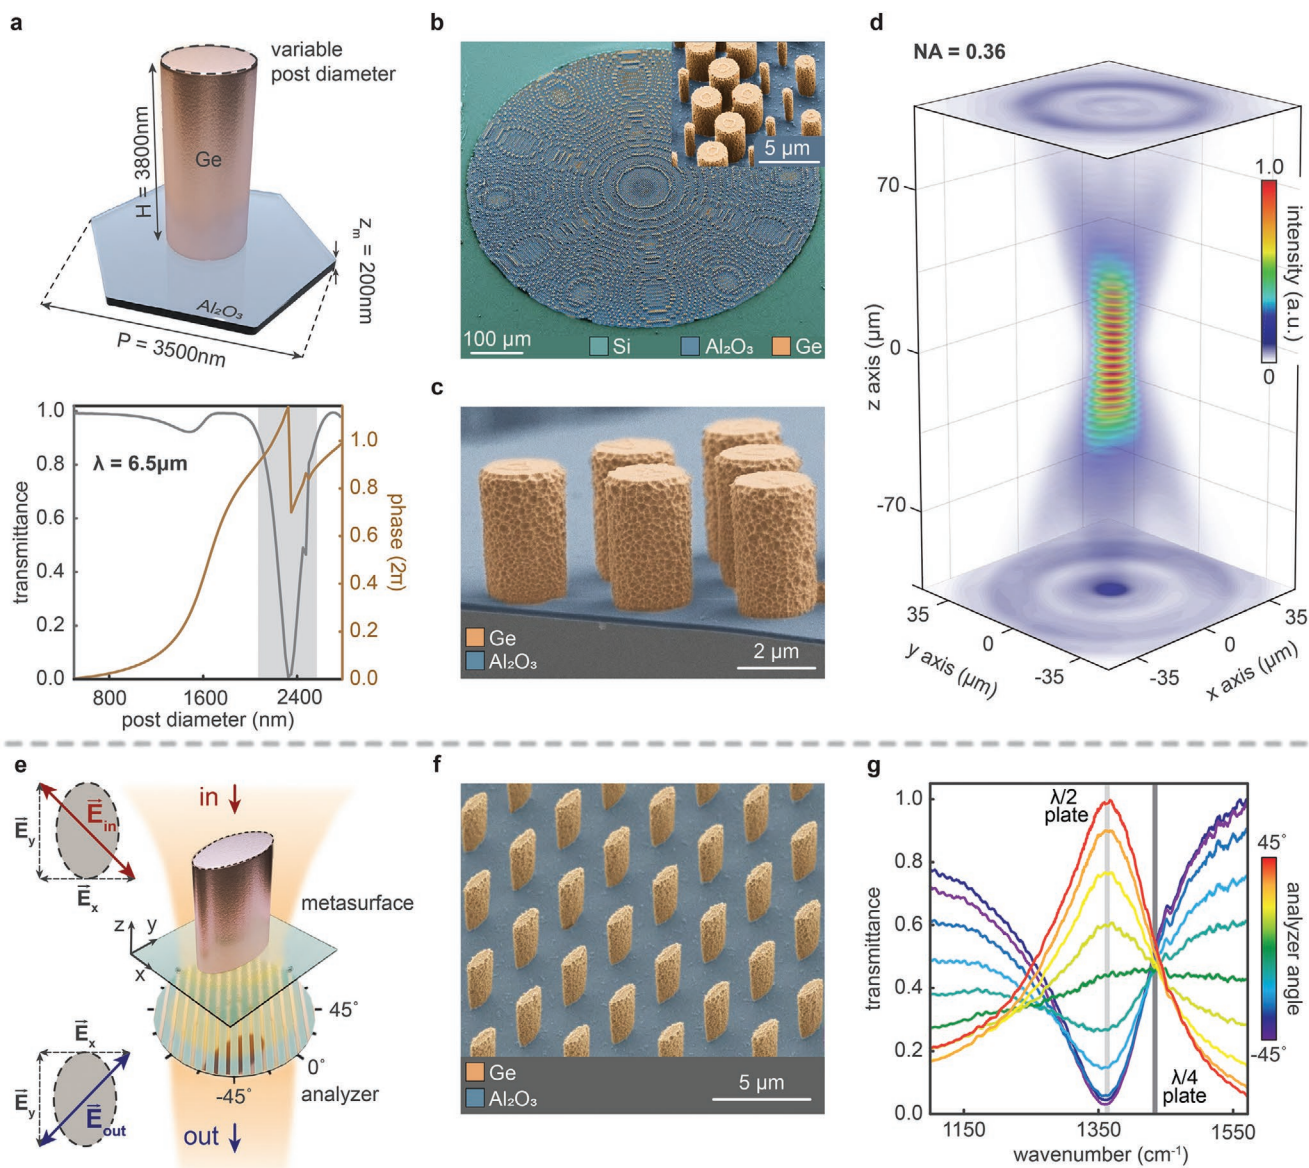 a
variable
post diameter
H = 3800nm
Ge
z_m = 200nm
Al₂O₃
P = 3500nm
1.0
0.8
0.6
0.4
0.2
0.0
transmittance
λ = 6.5µm
1.0
0.8
0.6
0.4
0.2
0.0
phase (2π)
800
1600
2400
post diameter (nm)
b
5 µm
100 µm
Si
Al₂O₃
Ge
c
Ge
Al₂O₃
2 µm
d
NA = 0.36
70
0
-70
z axis (µm)
1.0
0
intensity (a.u.)
35
0
-35
y axis (µm)
35
0
-35
x axis (µm)
e
E_in
E_y
E_x
in
metasurface
z
y
x
45°
0°
-45°
analyzer
E_x
E_y
E_out
out
f
Ge
Al₂O₃
5 µm
g
1.0
0.8
0.6
0.4
0.2
0.0
transmittance
λ/2
plate
λ/4
plate
1150
1350
1550
wavenumber (cm⁻¹)
45°
-45°
analyzer angle